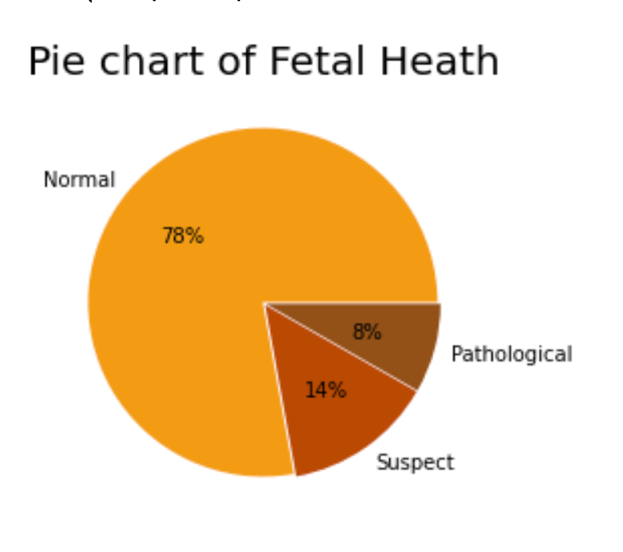 Pie chart of Fetal Heath
Normal
78%
8%
Pathological
14%
Suspect